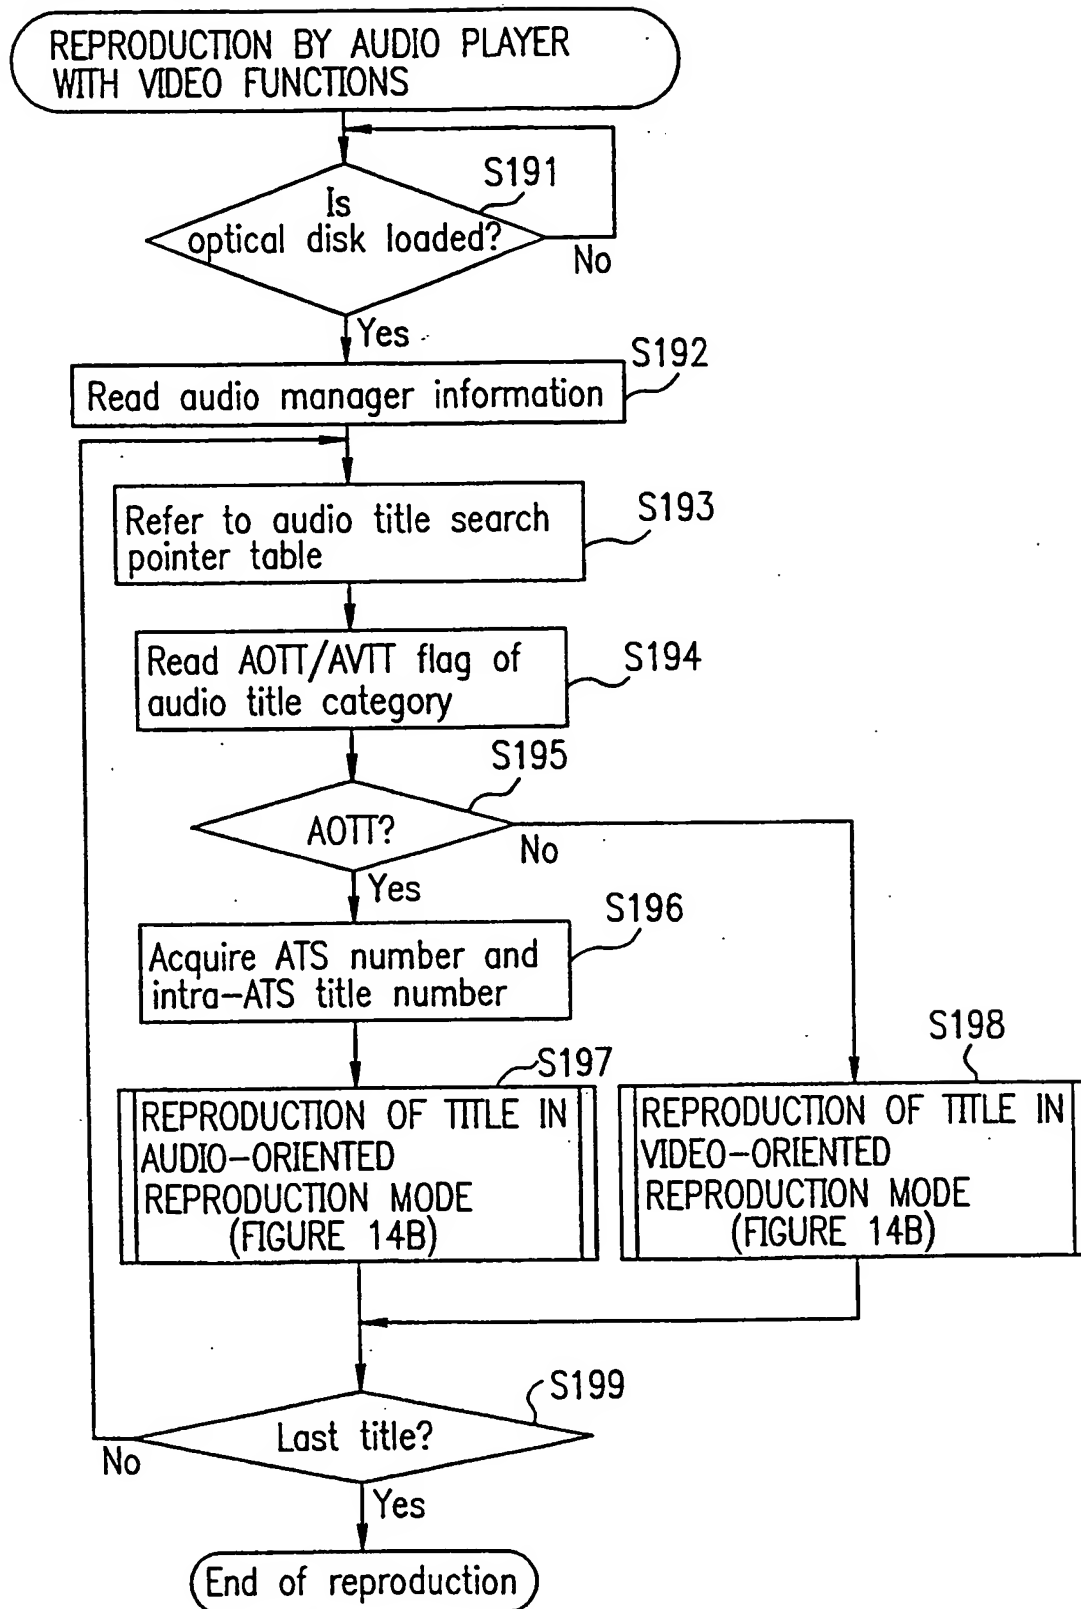 REPRODUCTION BY AUDIO PLAYER
WITH VIDEO FUNCTIONS
S191
Is
optical disk loaded?
No
Yes
S192
Read audio manager information
S193
Refer to audio title search
pointer table
S194
Read AOTT/AVTT flag of
audio title category
S195
AOTT?
No
Yes
S196
Acquire ATS number and
intra-ATS title number
S197
REPRODUCTION OF TITLE IN
AUDIO-ORIENTED
REPRODUCTION MODE
(FIGURE 14B)
S198
REPRODUCTION OF TITLE IN
VIDEO-ORIENTED
REPRODUCTION MODE
(FIGURE 14B)
S199
Last title?
No
Yes
End of reproduction